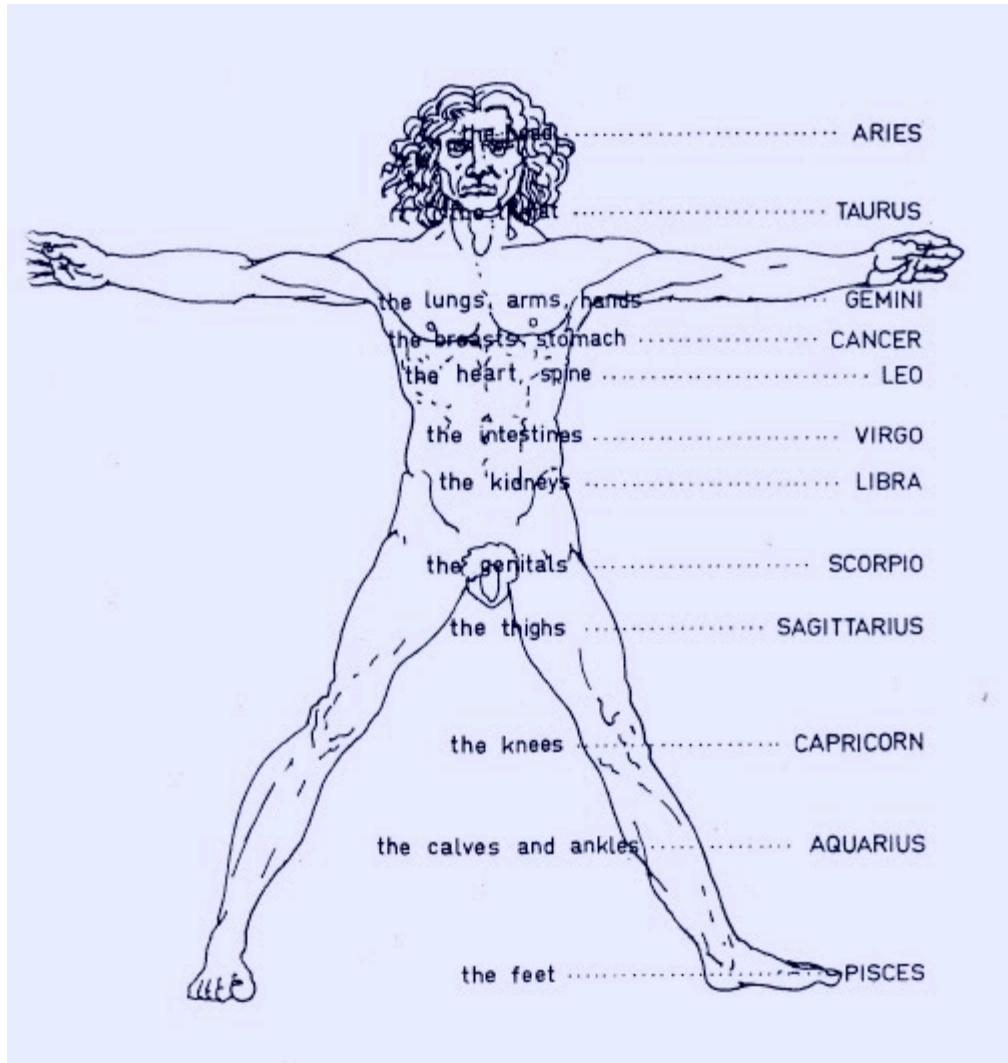 the head ARIES
the throat TAURUS
the lungs, arms, hands GEMINI
the breasts, stomach CANCER
the heart, spine LEO
the intestines VIRGO
the kidneys LIBRA
the genitals SCORPIO
the thighs SAGITTARIUS
the knees CAPRICORN
the calves and ankles AQUARIUS
the feet PISCES